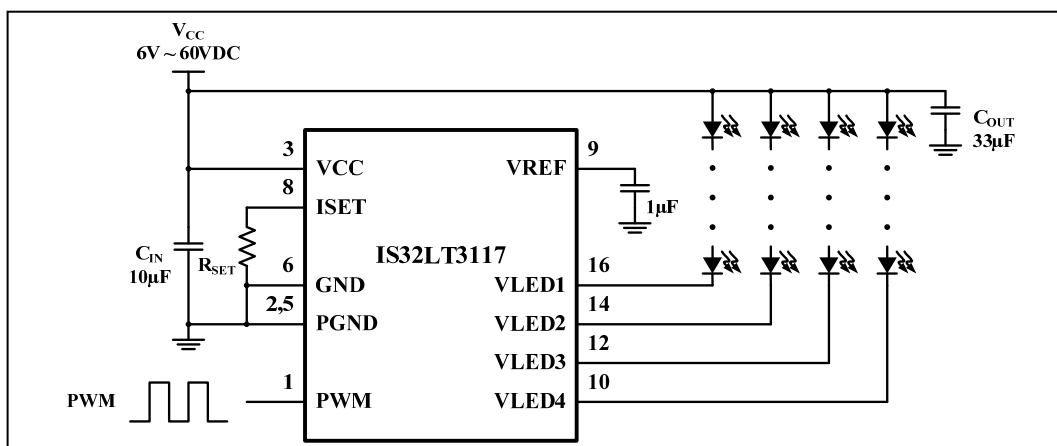 VCC
6V ~ 60VDC
COUT
33µF
3
VCC
8
ISET
VREF
9
1µF
CIN
10µF
RSET
IS32LT3117
6
GND
2,5
PGND
VLED1
16
VLED2
14
VLED3
12
VLED4
10
PWM
1
PWM